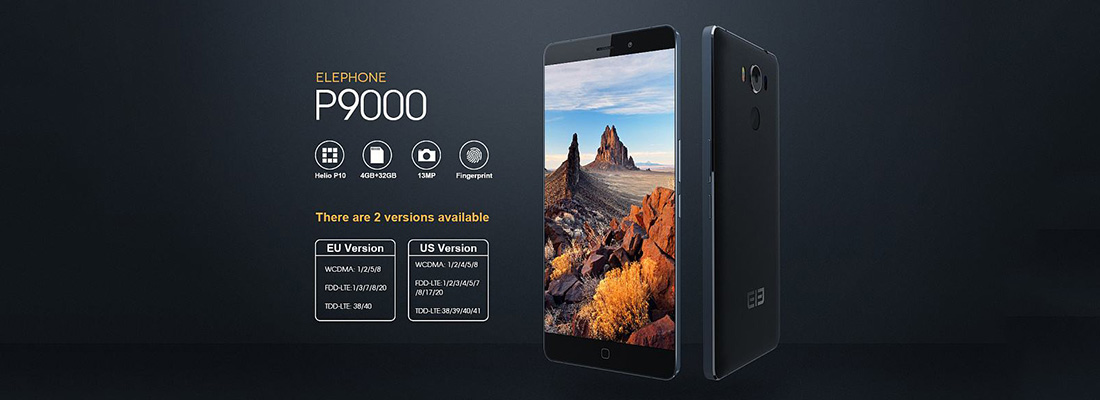 ELEPHONE
P9000
Helio P10
4GB+32GB
13MP
Fingerprint
There are 2 versions available
EU Version
WCDMA: 1/2/5/8
FDD-LTE:1/3/7/8/20
TDD-LTE: 38/40
US Version
WCDMA: 1/2/4/5/8
FDD-LTE:1/2/3/4/5/7
/8/17/20
TDD-LTE:38/39/40/41